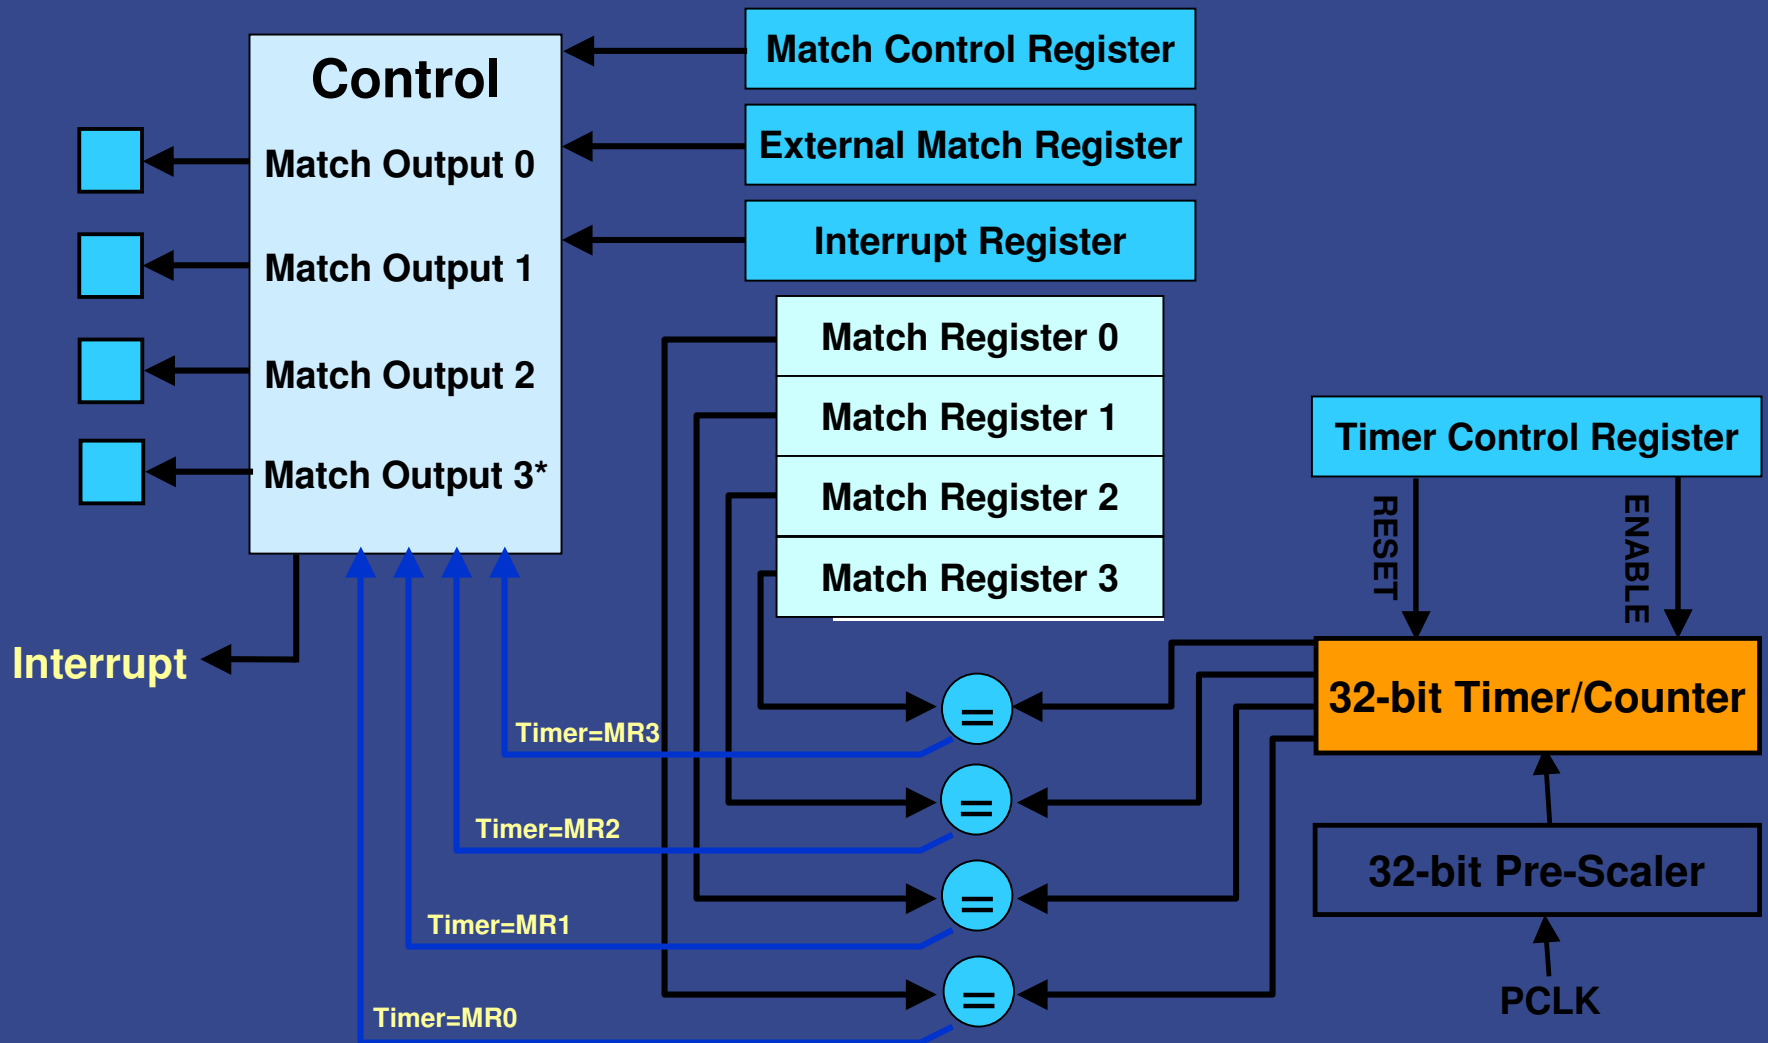 Control
Match Output 0
Match Output 1
Match Output 2
Match Output 3*
Interrupt
Match Control Register
External Match Register
Interrupt Register
Match Register 0
Match Register 1
Match Register 2
Match Register 3
Timer Control Register
RESET
ENABLE
32-bit Timer/Counter
32-bit Pre-Scaler
PCLK
=
=
=
=
Timer=MR3
Timer=MR2
Timer=MR1
Timer=MR0